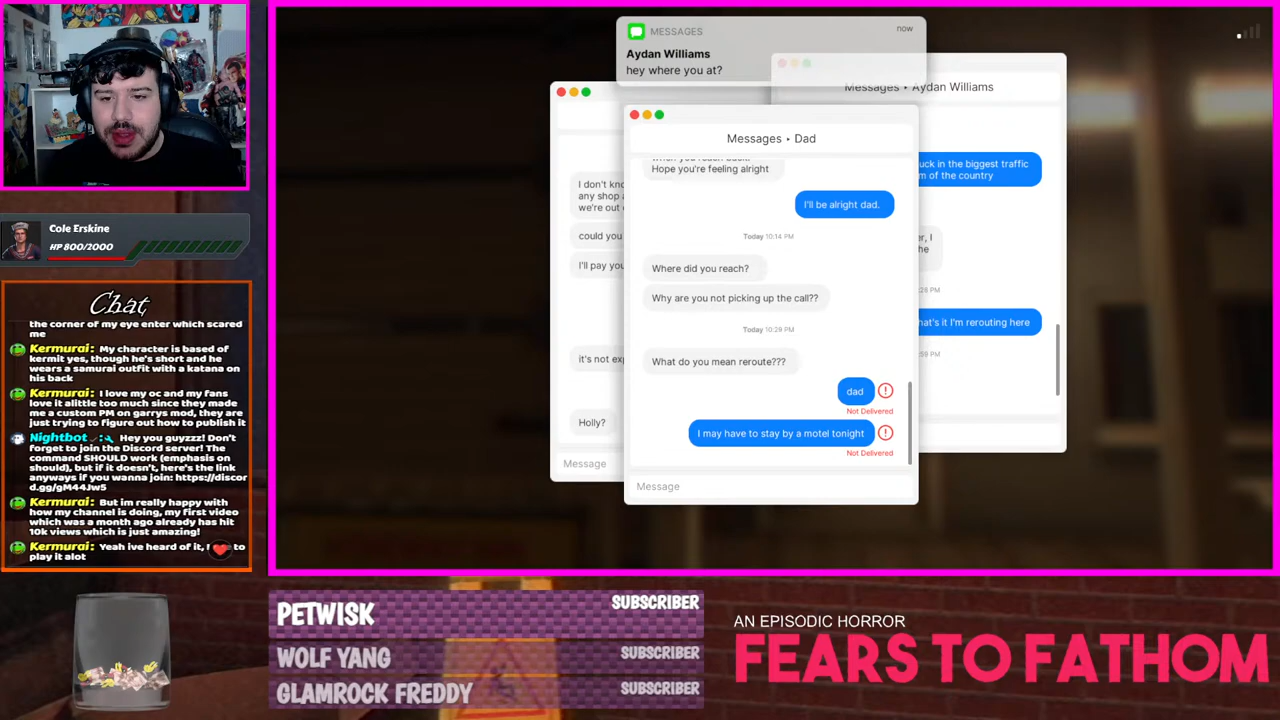 MESSAGES
now
Aydan Williams
hey where you at?
Messages ‣ Aydan Williams
uck in the biggest traffic
m of the country
er, I
he
:28 PM
hat's it I'm rerouting here
:59 PM
I don't kno
any shop a
we're out
could you
I'll pay you
it's not exp
Holly?
Message
Messages ‣ Dad
Hope you're feeling alright
I'll be alright dad.
Today 10:14 PM
Where did you reach?
Why are you not picking up the call??
Today 10:29 PM
What do you mean reroute???
dad
Not Delivered
I may have to stay by a motel tonight
Not Delivered
Message
Cole Erskine
HP 800/2000
Chat
the corner of my eye enter which scared
me
Kermurai: My character is based of
kermit yes, though he's short and he
wears a samurai outfit with a katana on
his back
Kermurai: I love my oc and my fans
love it alittle too much since they made
me a custom PM on garrys mod, they are
just trying to figure out how to publish it
Nightbot: Hey you guyzzz! Don't
forget to join the Discord server! The
command SHOULD work (emphasis on
should), but if it doesn't, here's the link
anyways if you wanna join: https://discor
d.gg/gM44Jw5
Kermurai: But im really happy with
how my channel is doing, my first video
which was a month ago already has hit
10k views which is just amazing!
Kermurai: Yeah ive heard of it, to
play it alot
PETWISK
SUBSCRIBER
WOLF YANG
SUBSCRIBER
GLAMROCK FREDDY
SUBSCRIBER
AN EPISODIC HORROR
FEARS TO FATHOM